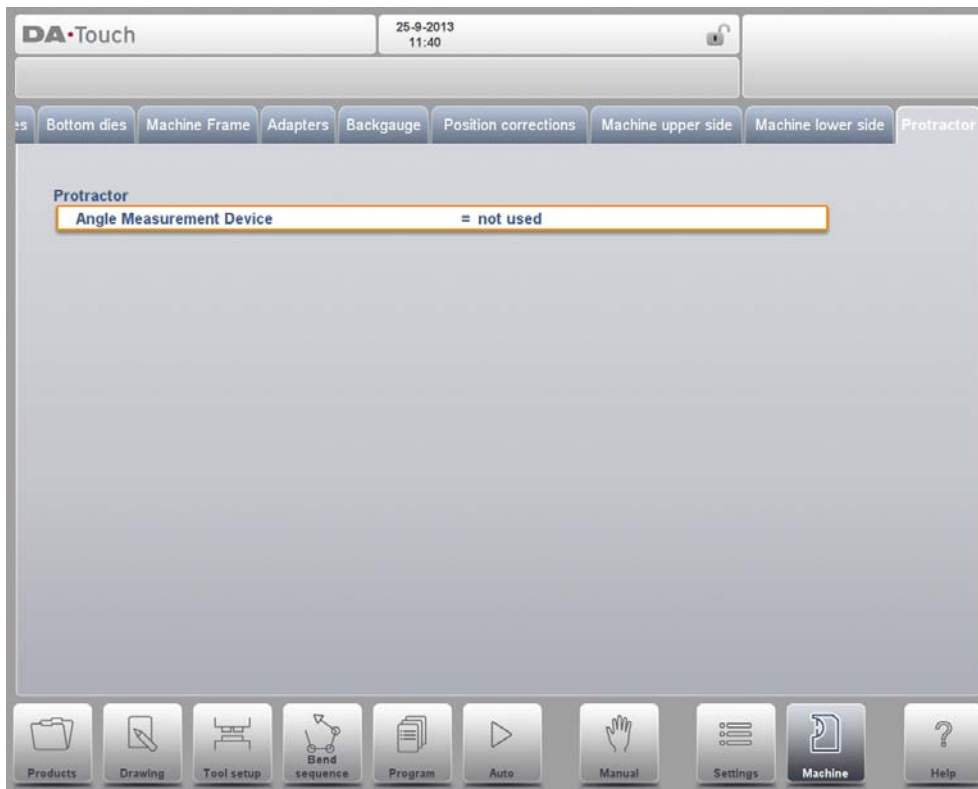 DA•Touch
25-9-2013
11:40
es Bottom dies Machine Frame Adapters Backgauge Position corrections Machine upper side Machine lower side Protractor
Protractor
Angle Measurement Device = not used
Products Drawing Tool setup Bend sequence Program Auto Manual Settings Machine Help